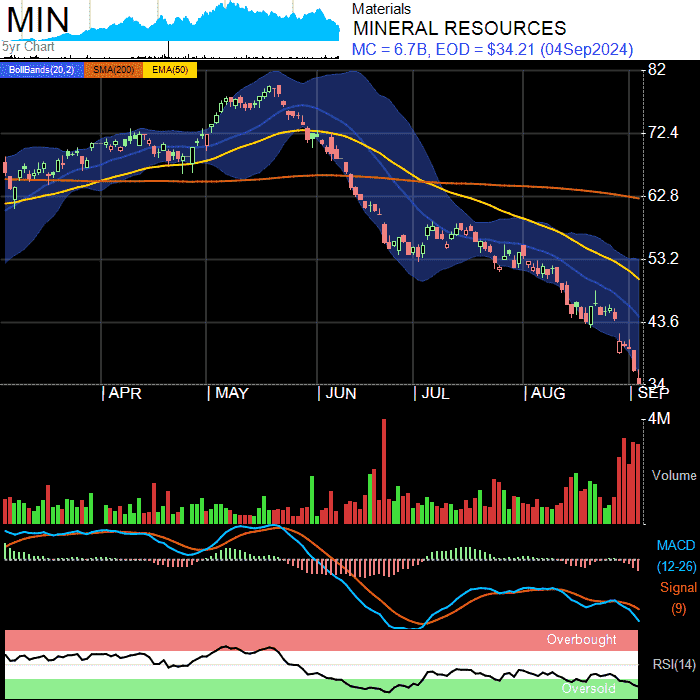 MIN
5yr Chart
Materials
MINERAL RESOURCES
MC = 6.7B, EOD = $34.21 (04Sep2024)
BollBands(20,2) SMA(200) EMA(50)
82
72.4
62.8
53.2
43.6
34
APR MAY JUN JUL AUG SEP
4M
Volume
MACD
(12-26)
Signal
(9)
Overbought
RSI(14)
Oversold